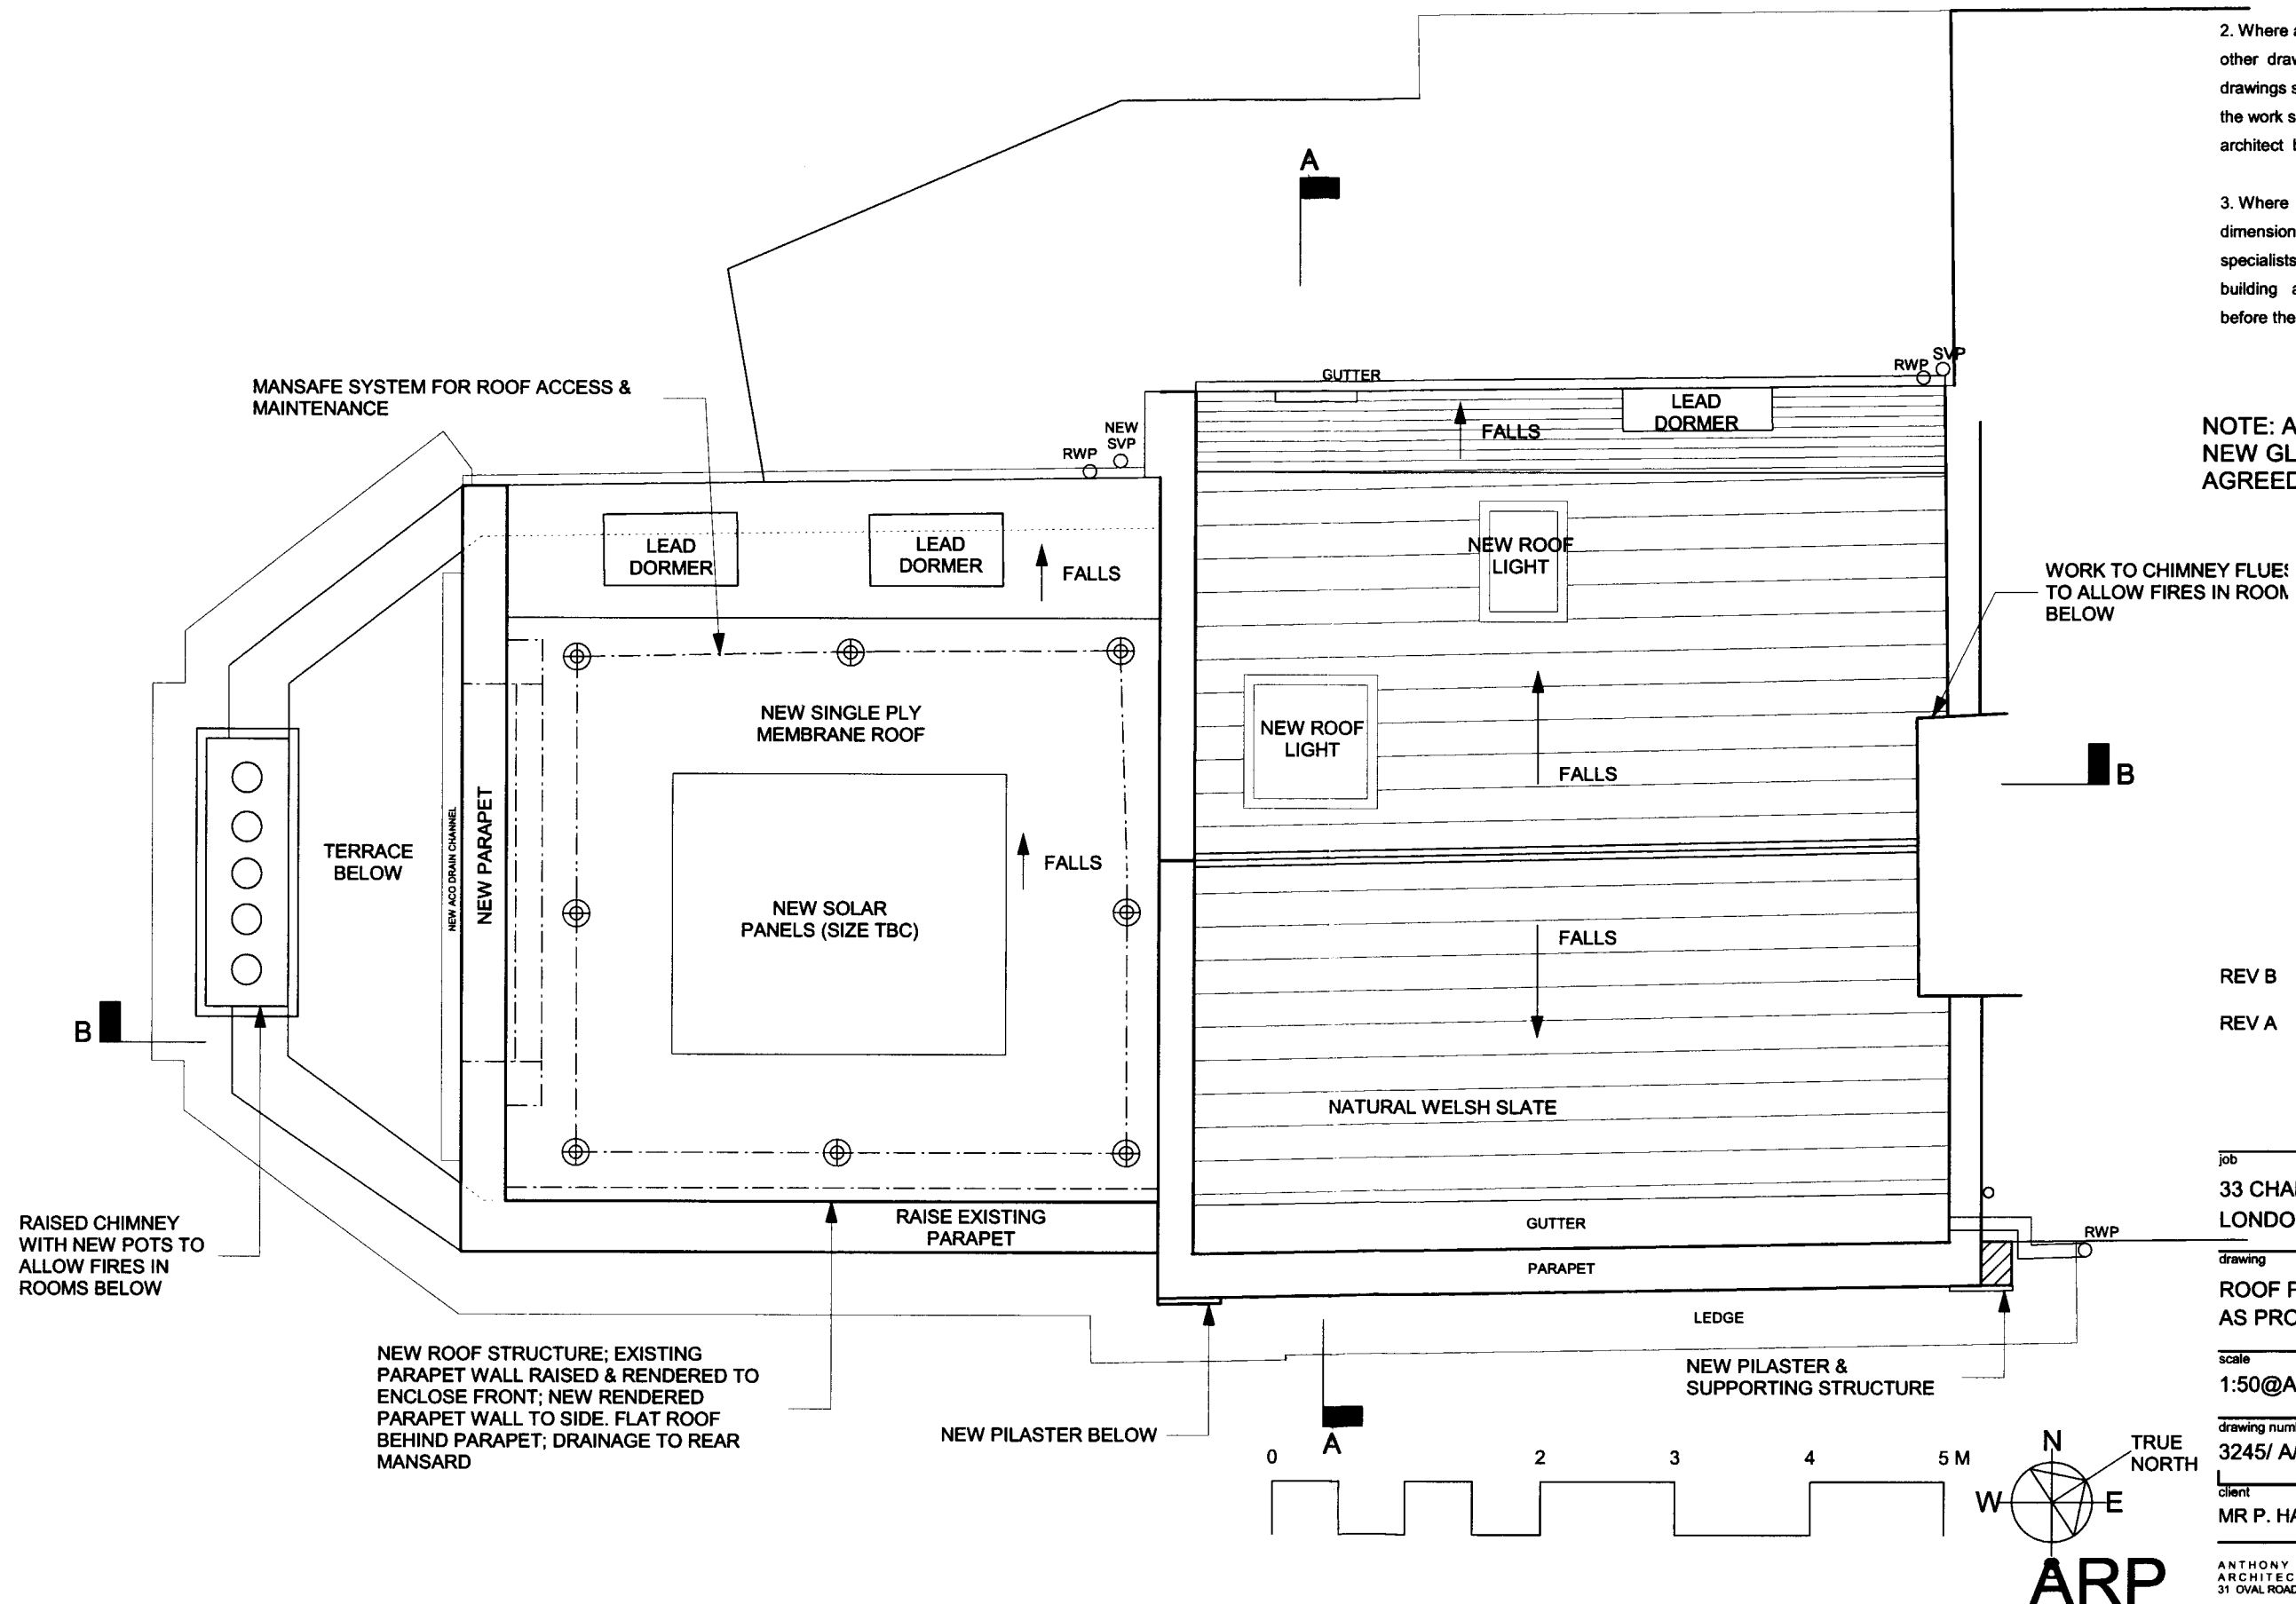 2. Where
other
drawings
the work
architect
3. Where
dimension
specialists
building
before the
A
GUTTER
RWP
SVP
LEAD
DORMER
FALLS
MANSAFE SYSTEM FOR ROOF ACCESS &
MAINTENANCE
NEW
SVP
RWP
NOTE:
NEW
AGREED
LEAD
DORMER
LEAD
DORMER
FALLS
NEW ROOF
LIGHT
WORK TO CHIMNEY FLUES
TO ALLOW FIRES IN
BELOW
NEW SINGLE PLY
MEMBRANE ROOF
NEW ROOF
LIGHT
FALLS
B
TERRACE
BELOW
NEW ACO DRAIN CHANNEL
NEW PARAPET
FALLS
NEW SOLAR
PANELS (SIZE TBC)
FALLS
B
REV B
REV A
NATURAL WELSH SLATE
job
33
RAISED CHIMNEY
WITH NEW POTS TO
ALLOW FIRES IN
ROOMS BELOW
RAISE EXISTING
PARAPET
GUTTER
RWP
PARAPET
drawing
ROOF
AS
LEDGE
NEW ROOF STRUCTURE; EXISTING
PARAPET WALL RAISED & RENDERED TO
ENCLOSE FRONT; NEW RENDERED
PARAPET WALL TO SIDE. FLAT ROOF
BEHIND PARAPET; DRAINAGE TO REAR
MANSARD
NEW PILASTER &
SUPPORTING STRUCTURE
scale
1:50@A
NEW PILASTER BELOW
A
0 2 3 4 5 M
N
TRUE
NORTH
W E
drawing
3245/
client
MR P.
ARP
ANTHONY
31 OVAL ROAD